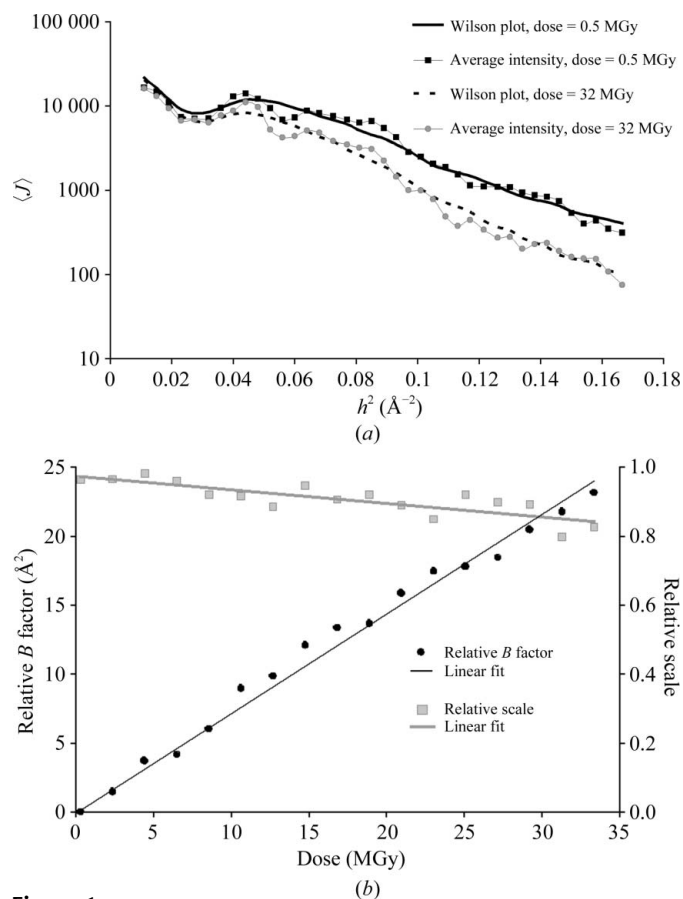 100 000
10 000
1000
100
10
⟨J⟩
Wilson plot, dose = 0.5 MGy
Average intensity, dose = 0.5 MGy
Wilson plot, dose = 32 MGy
Average intensity, dose = 32 MGy
0 0.02 0.04 0.06 0.08 0.1 0.12 0.14 0.16 0.18
h² (Å⁻²)
(a)
25
20
15
10
5
0
Relative B factor (Å²)
1.0
0.8
0.6
0.4
0.2
0.0
Relative scale
Relative B factor
Linear fit
Relative scale
Linear fit
0 5 10 15 20 25 30 35
Dose (MGy)
(b)